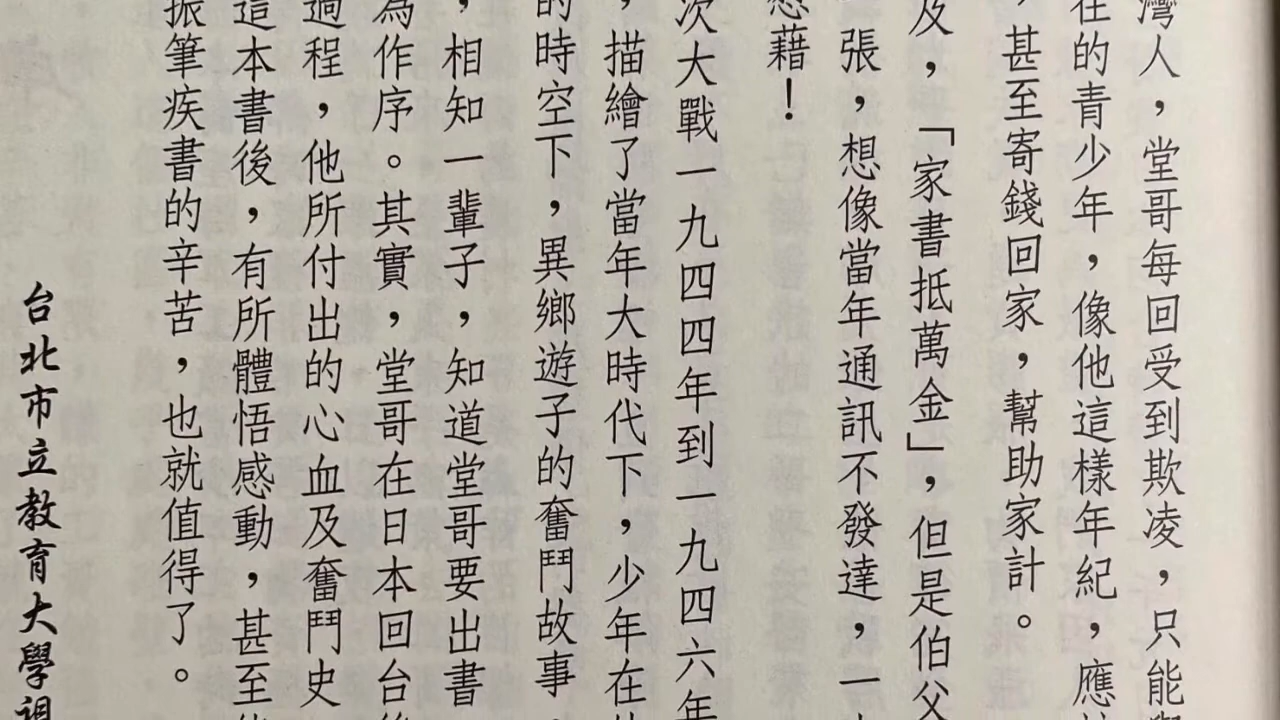 灣人，堂哥每回受到欺凌，只能
在的青少年，像他這樣年紀，應
，甚至寄錢回家，幫助家計。
及，「家書抵萬金」，但是伯父
張，想像當年通訊不發達，一
慰藉！
次大戰一九四四年到一九四六年
，描繪了當年大時代下，少年在
的時空下，異鄉遊子的奮鬥故事。
，相知一輩子，知道堂哥要出書
為作序。其實，堂哥在日本回台
過程，他所付出的心血及奮鬥史
這本書後，有所體悟感動，甚至
振筆疾書的辛苦，也就值得了。
台北市立教育大學